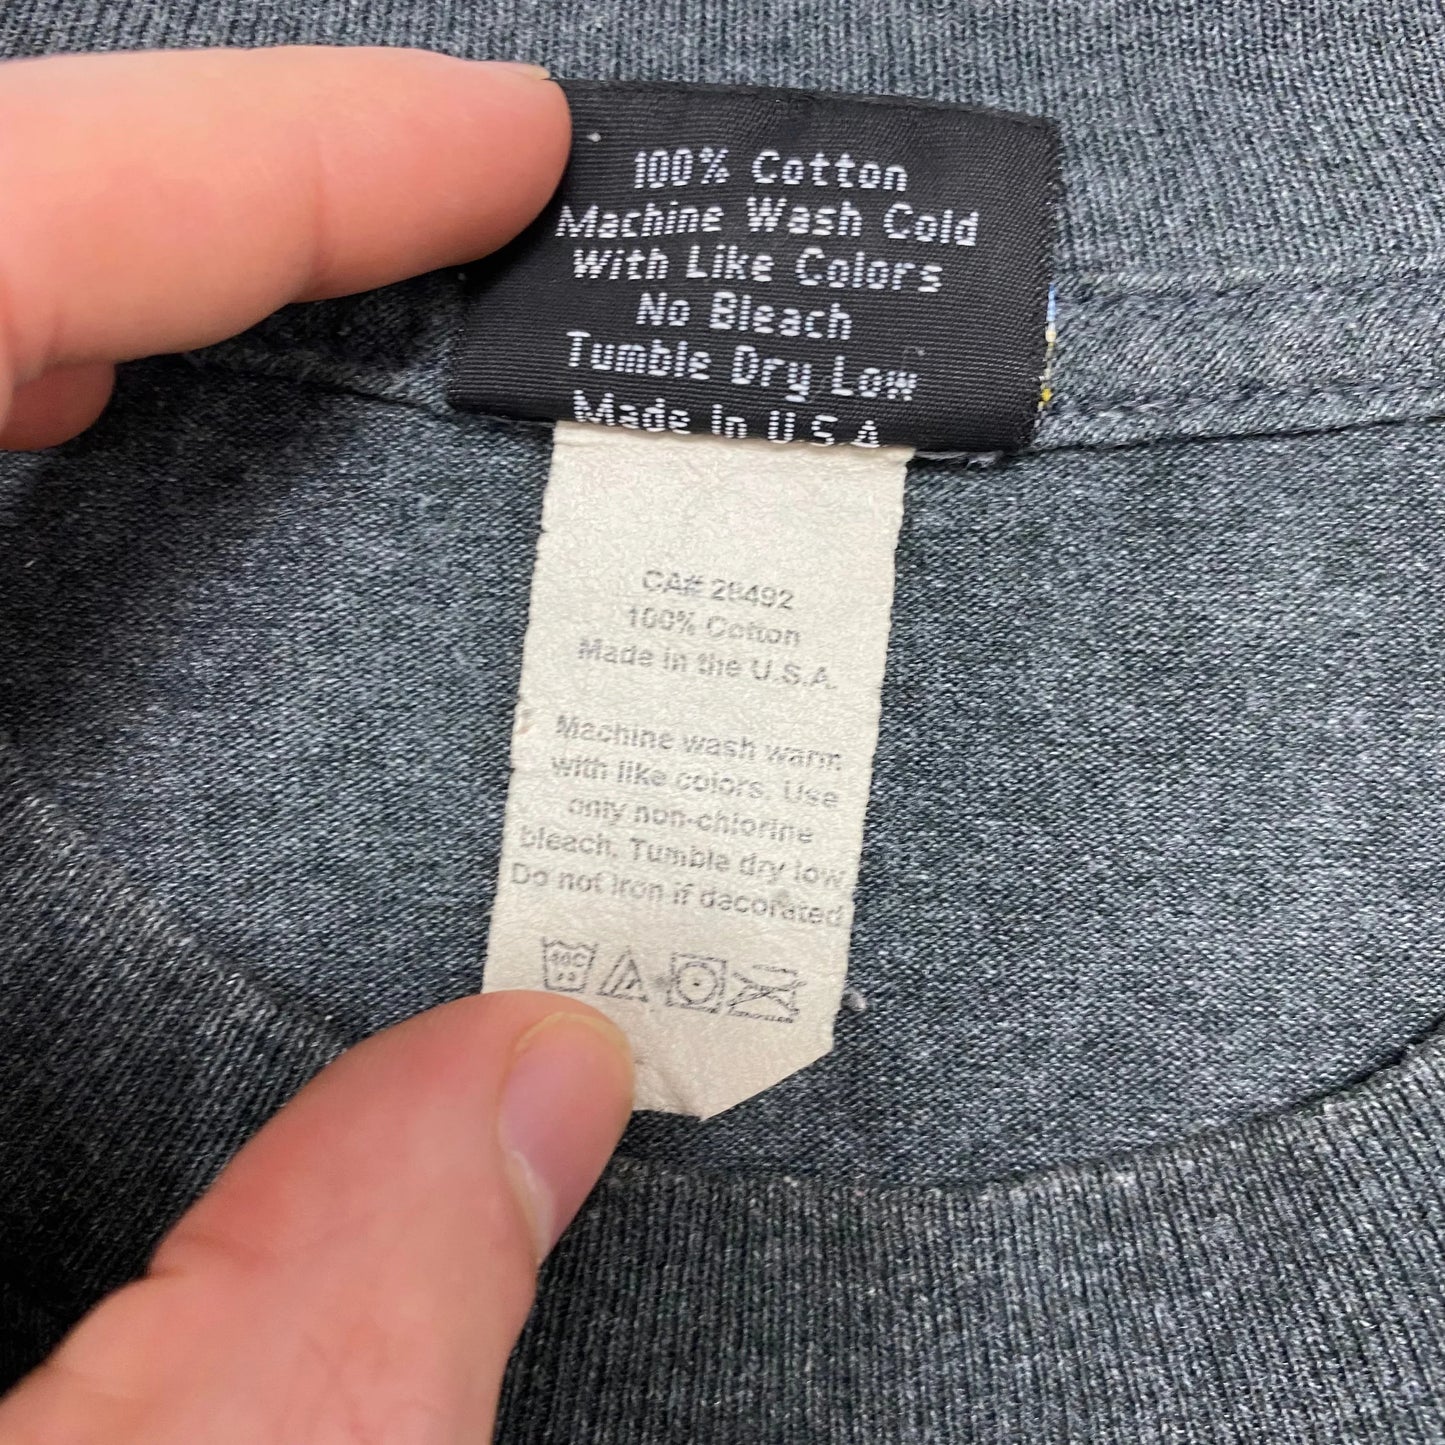 100% Cotton
Machine Wash Cold
With Like Colors
No Bleach
Tumble Dry Low
Made In U.S.A.
CA# 28492
100% Cotton
Made in the U.S.A.
Machine wash warm
with like colors. Use
only non-chlorine
bleach. Tumble dry low
Do not iron if decorated
40C